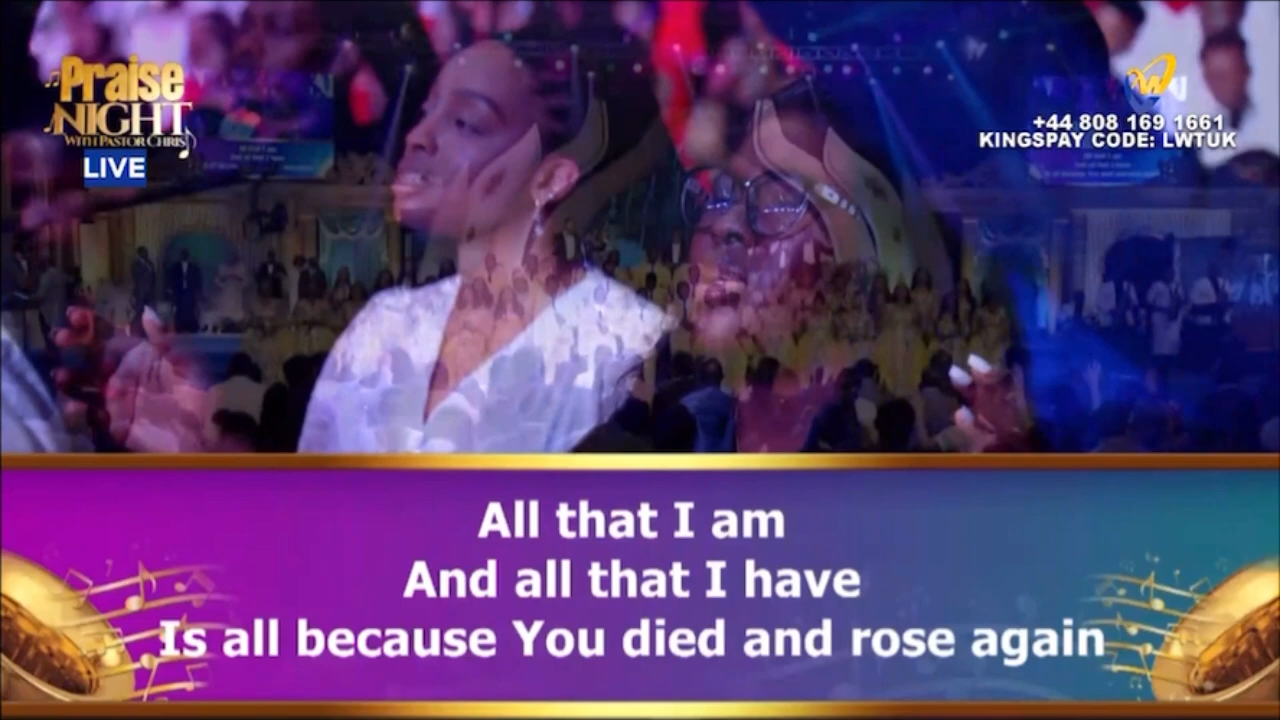 Praise
NIGHT
WITH PASTOR CHRIS
LIVE
+44 808 169 1661
KINGSPAY CODE: LWTUK
All that I am
And all that I have
Is all because You died and rose again